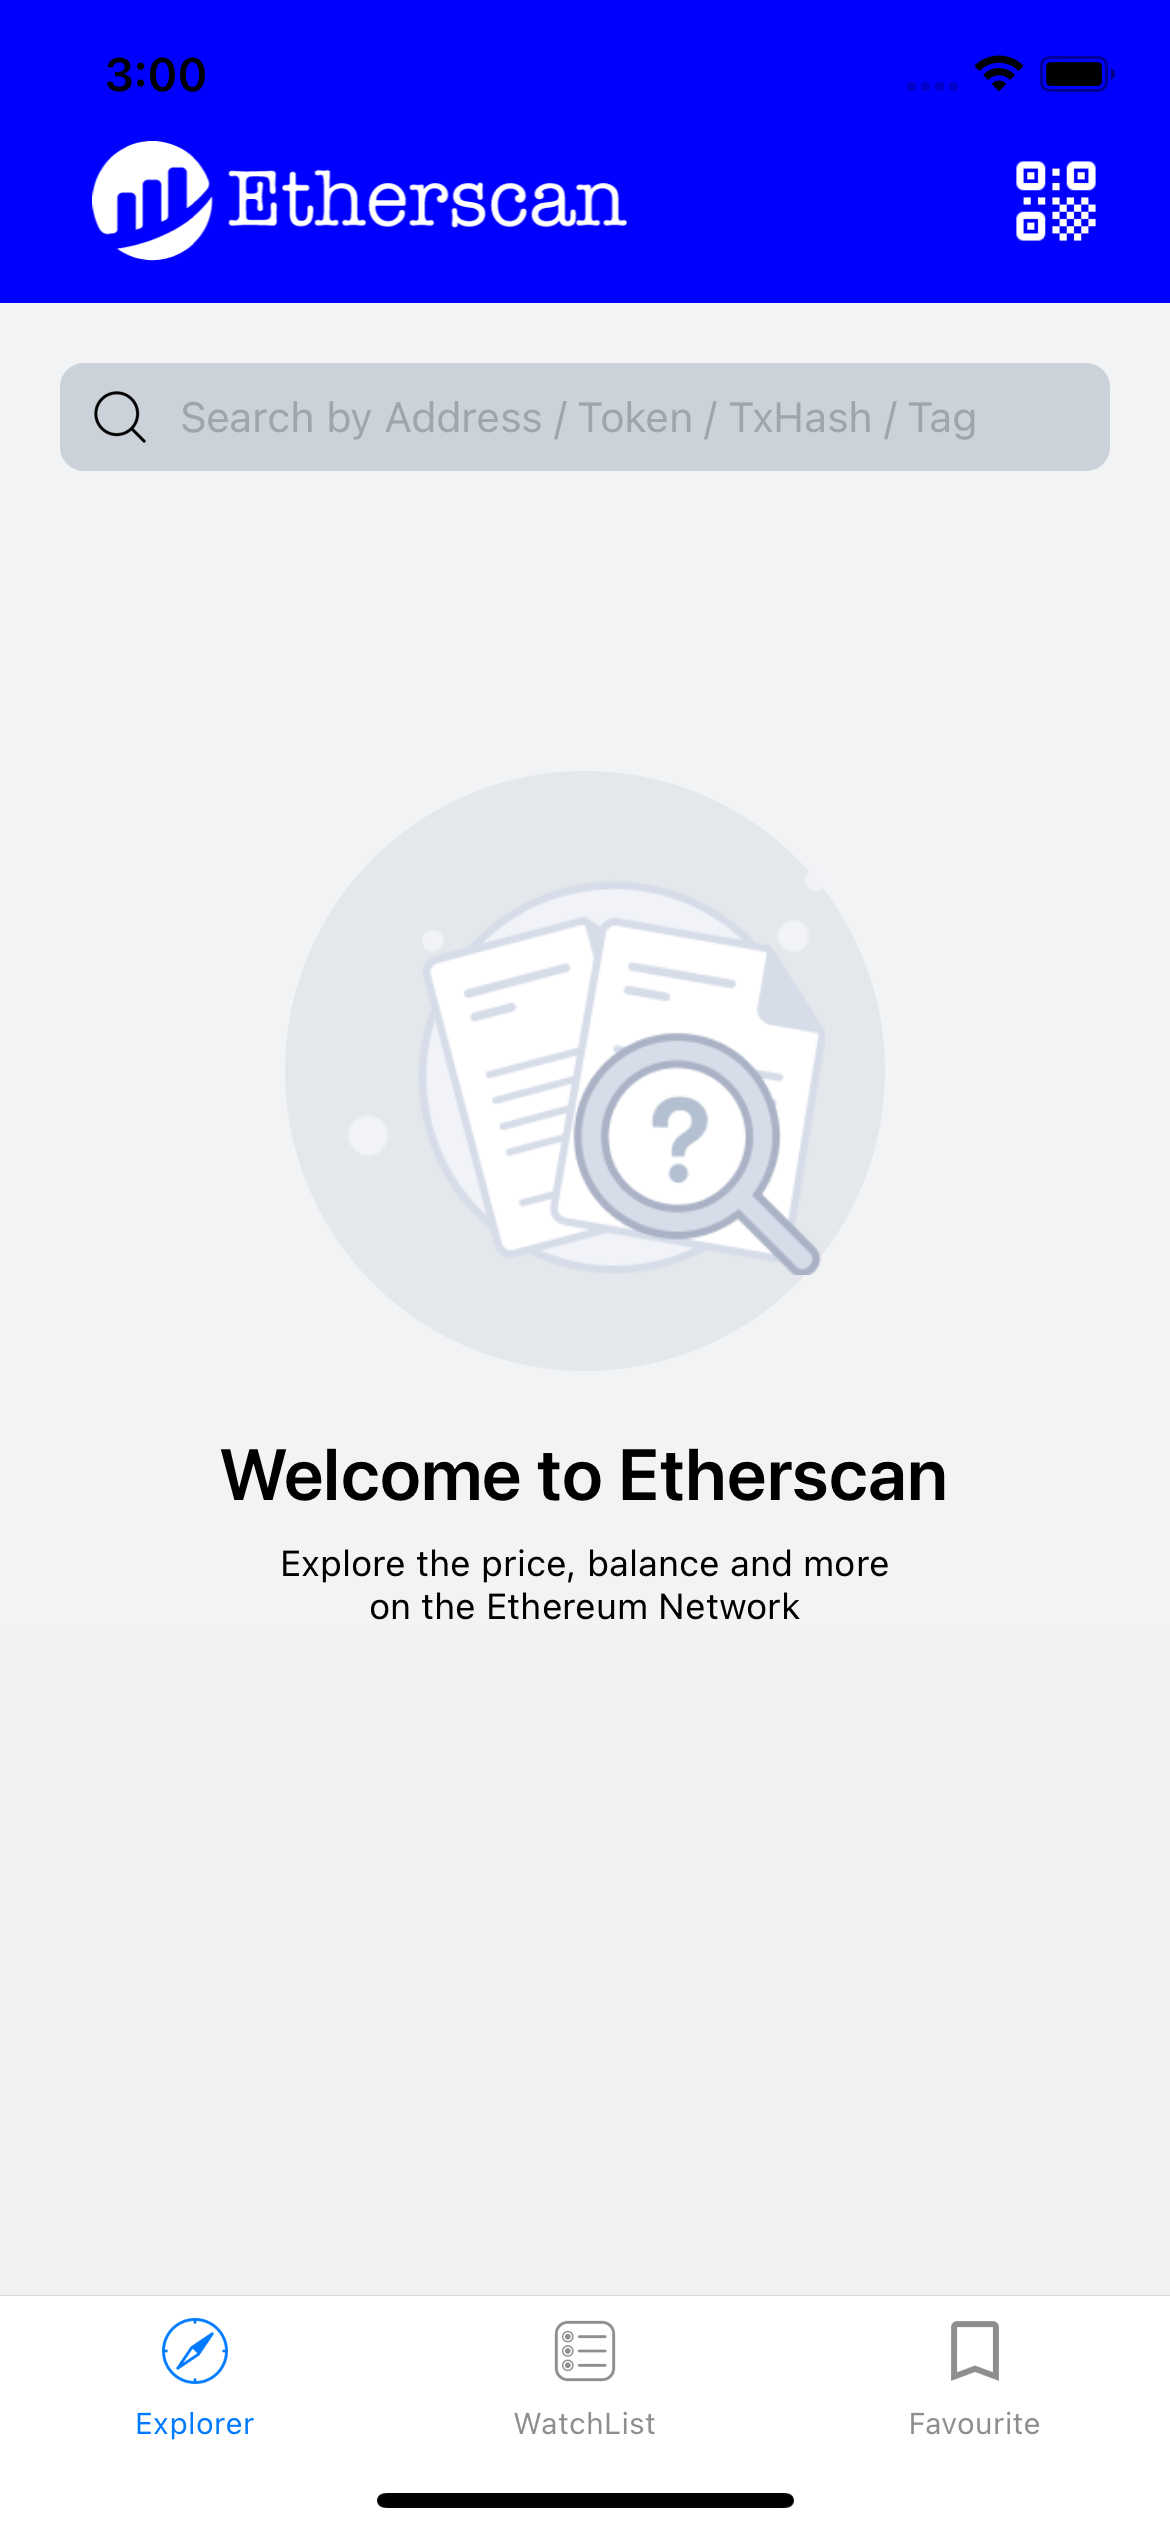 3:00
Etherscan
Search by Address / Token / TxHash / Tag
?
Welcome to Etherscan
Explore the price, balance and more
on the Ethereum Network
Explorer
WatchList
Favourite